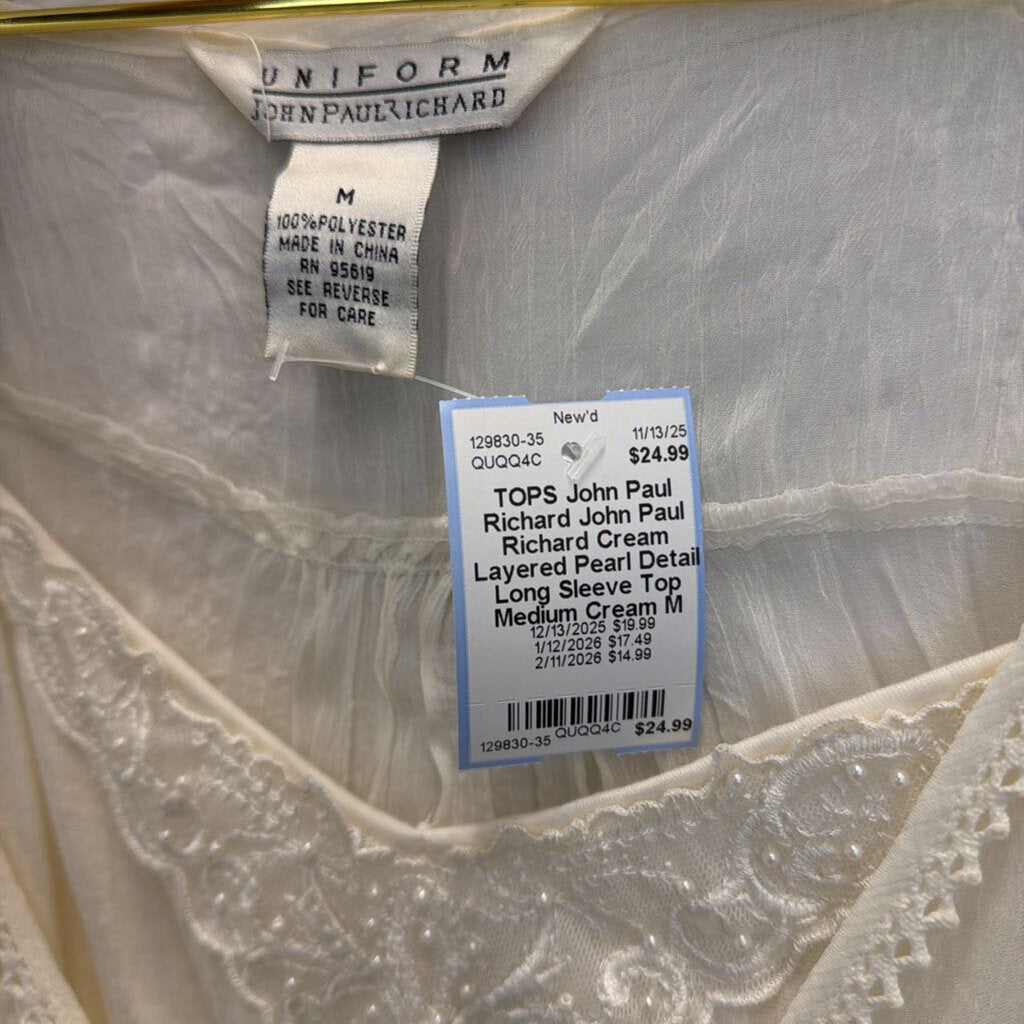 UNIFORM
JOHN PAUL RICHARD
M
100%POLYESTER
MADE IN CHINA
RN 95619
SEE REVERSE
FOR CARE
New'd
129830-35 11/13/25
QUQQ4C $24.99
TOPS John Paul
Richard John Paul
Richard Cream
Layered Pearl Detail
Long Sleeve Top
Medium Cream M
12/13/2025 $19.99
1/12/2026 $17.49
2/11/2026 $14.99
129830-35 QUQQ4C $24.99